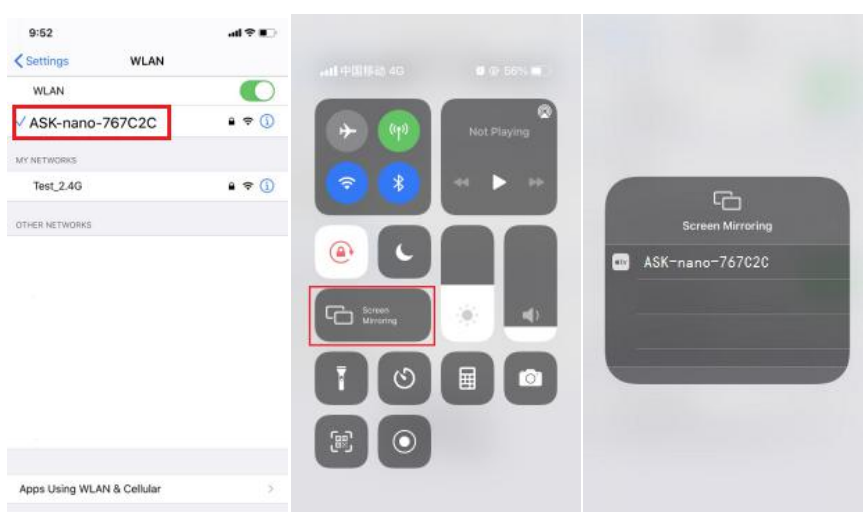 9:52
Settings
WLAN
WLAN
ASK-nano-767C2C
MY NETWORKS
Test_2.4G
OTHER NETWORKS
Apps Using WLAN & Cellular
中国移动 4G
56%
Not Playing
Screen
Mirroring
Screen Mirroring
tv
ASK-nano-767C2C